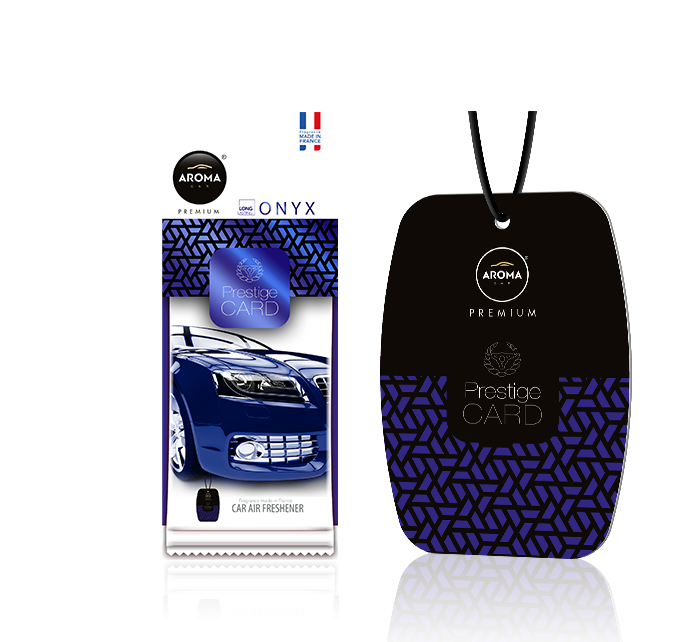 Fragrance
MADE IN
FRANCE
AROMA
CAR
®
PREMIUM
LONG
LASTING
ONYX
Prestige
CARD
Fragrance made in France
CAR AIR FRESHENER
AROMA
CAR
®
PREMIUM
Prestige
CARD